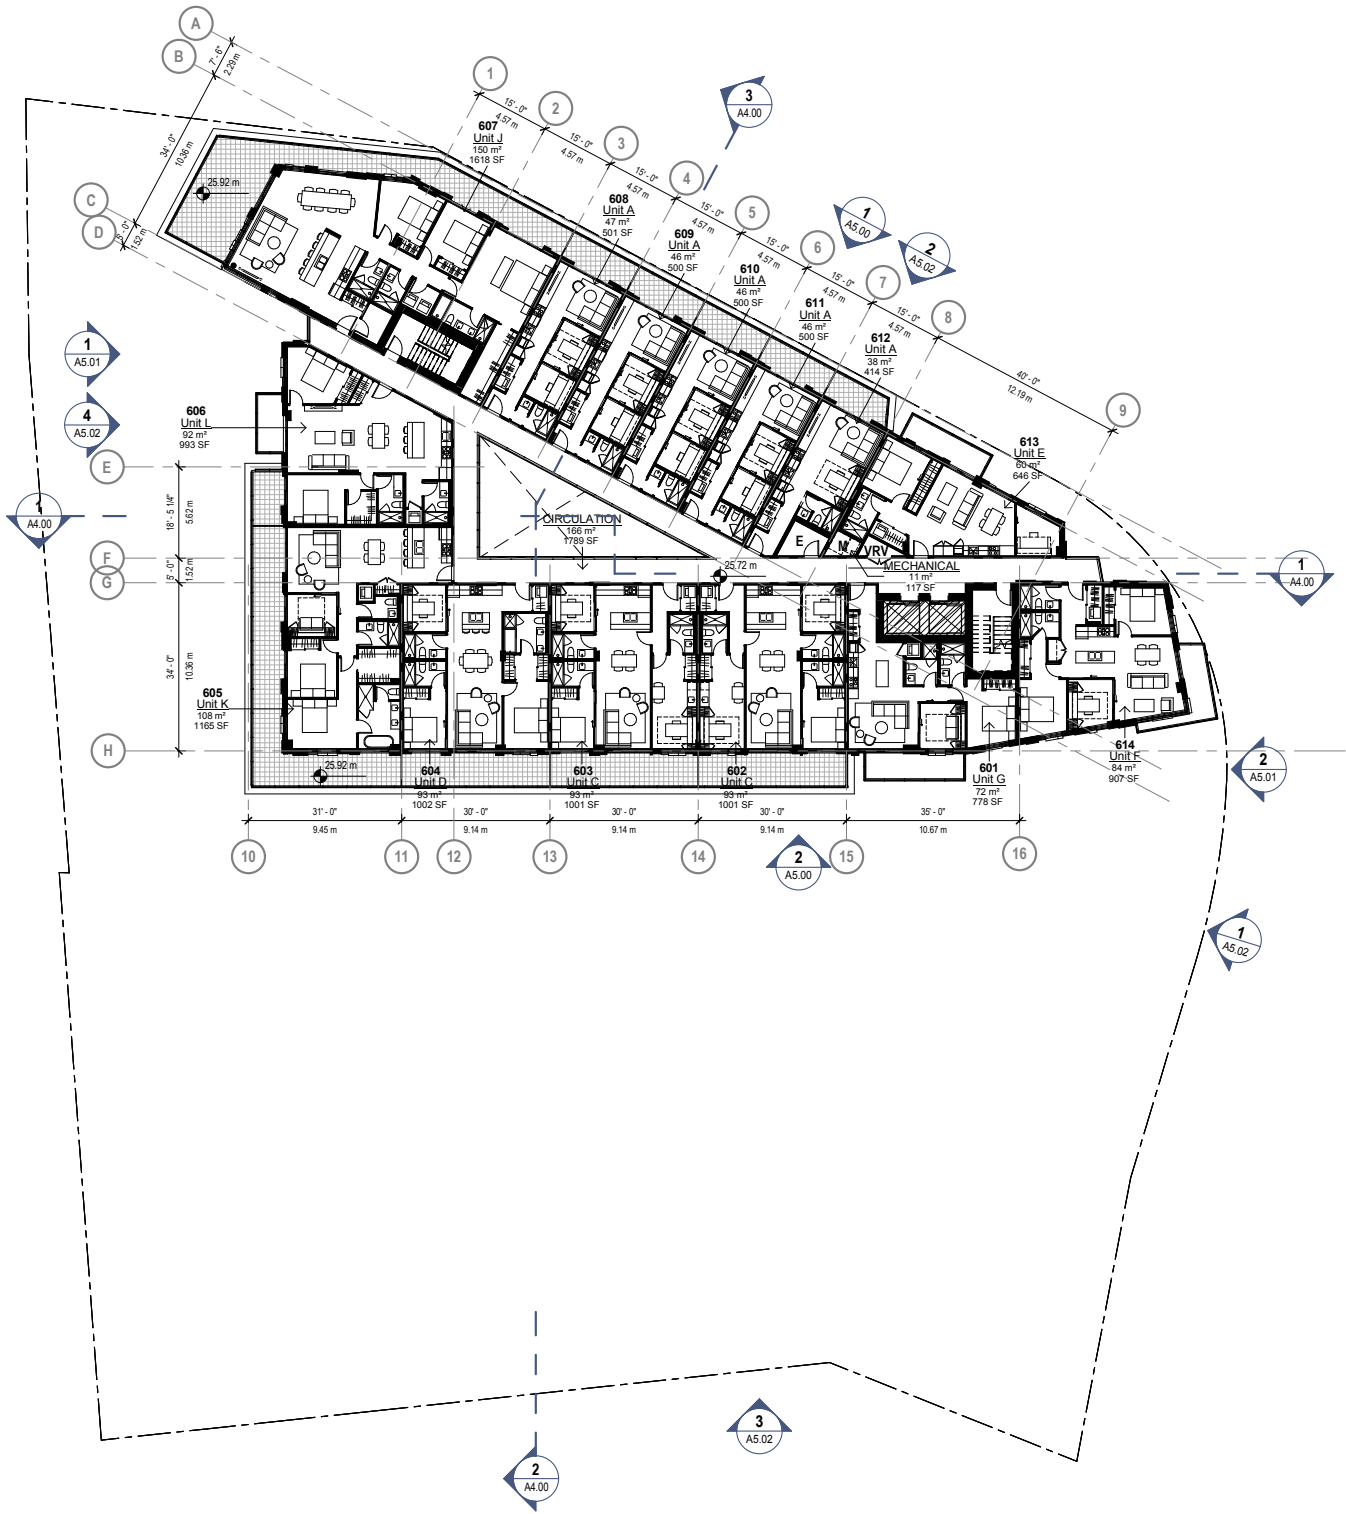 A
B
7' - 6"
2.29 m
34' - 0"
10.36 m
C
D
5' - 0"
1.52 m
25.92 m
1
2
3
4
5
6
7
8
9
15' - 0"
4.57 m
15' - 0"
4.57 m
15' - 0"
4.57 m
15' - 0"
4.57 m
15' - 0"
4.57 m
15' - 0"
4.57 m
15' - 0"
4.57 m
40' - 0"
12.19 m
3
A4.00
1
A5.00
2
A5.02
607
Unit J
150 m²
1618 SF
608
Unit A
47 m²
501 SF
609
Unit A
46 m²
500 SF
610
Unit A
46 m²
500 SF
611
Unit A
46 m²
500 SF
612
Unit A
38 m²
414 SF
613
Unit E
60 m²
646 SF
1
A5.01
4
A5.02
606
Unit L
92 m²
993 SF
E
18' - 5 1/4"
5.62 m
1
A4.00
F
5' - 0"
1.52 m
G
CIRCULATION
166 m²
1789 SF
E
M
VRV
MECHANICAL
11 m²
117 SF
25.72 m
1
A4.00
34' - 0"
10.36 m
605
Unit K
108 m²
1165 SF
H
25.92 m
604
Unit D
93 m²
1002 SF
603
Unit C
93 m²
1001 SF
602
Unit C
93 m²
1001 SF
601
Unit G
72 m²
778 SF
614
Unit F
84 m²
907 SF
2
A5.01
31' - 0"
9.45 m
30' - 0"
9.14 m
30' - 0"
9.14 m
30' - 0"
9.14 m
35' - 0"
10.67 m
10
11
12
13
14
15
16
2
A5.00
1
A5.02
3
A5.02
2
A4.00